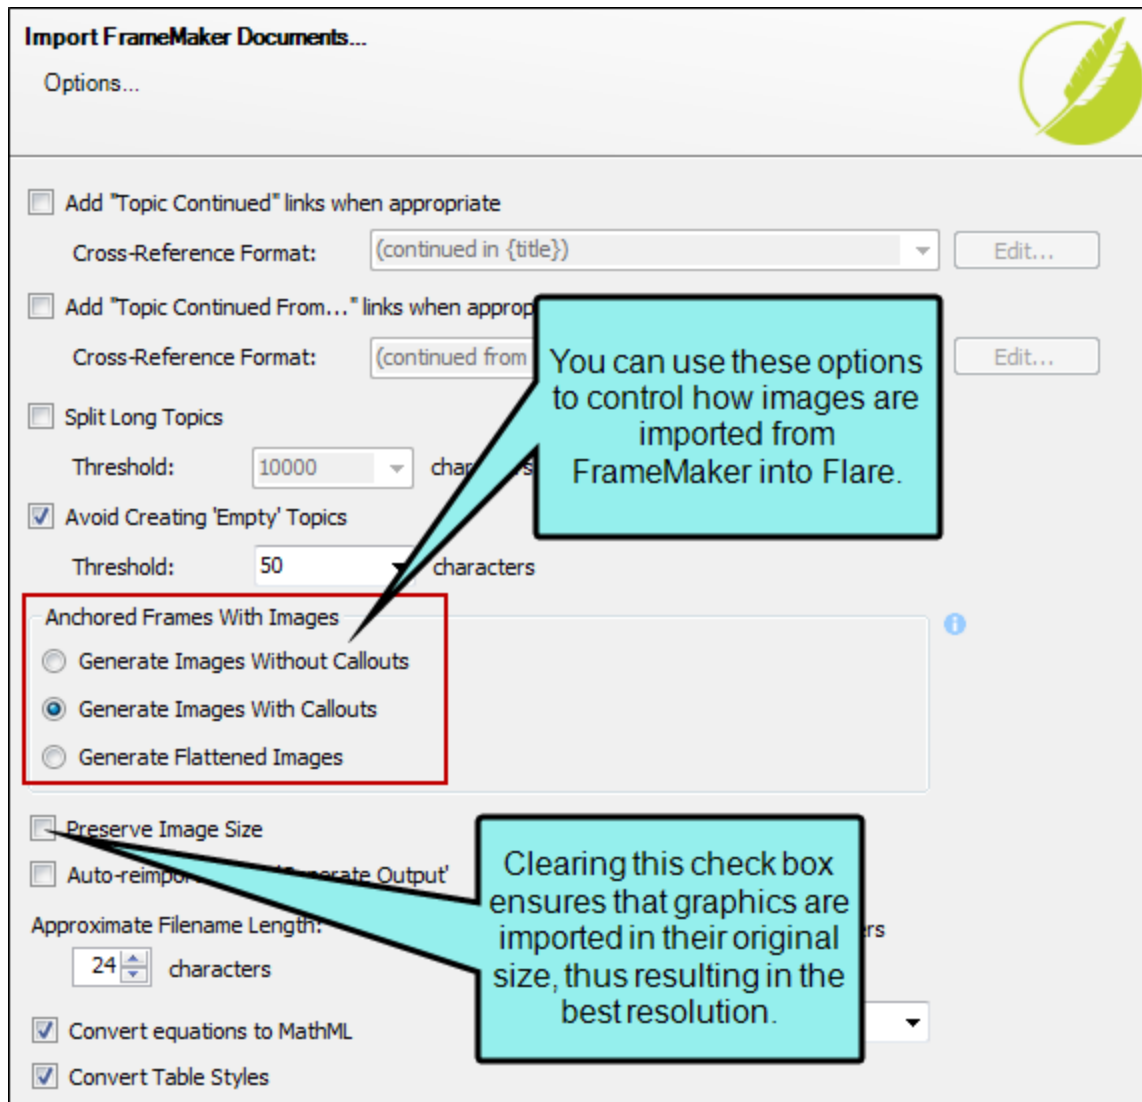 Import FrameMaker Documents...
Options...
Add "Topic Continued" links when appropriate
Cross-Reference Format: (continued in {title}) Edit...
Add "Topic Continued From..." links when approp
Cross-Reference Format: (continued from Edit...
You can use these options
to control how images are
imported from
FrameMaker into Flare.
Split Long Topics
Threshold: 10000 characters
Avoid Creating 'Empty' Topics
Threshold: 50 characters
Anchored Frames With Images
Generate Images Without Callouts
Generate Images With Callouts
Generate Flattened Images
Preserve Image Size
Auto-reimpor Generate Output'
Clearing this check box
ensures that graphics are
imported in their original
size, thus resulting in the
best resolution.
Approximate Filename Length: ers
24 characters
Convert equations to MathML
Convert Table Styles